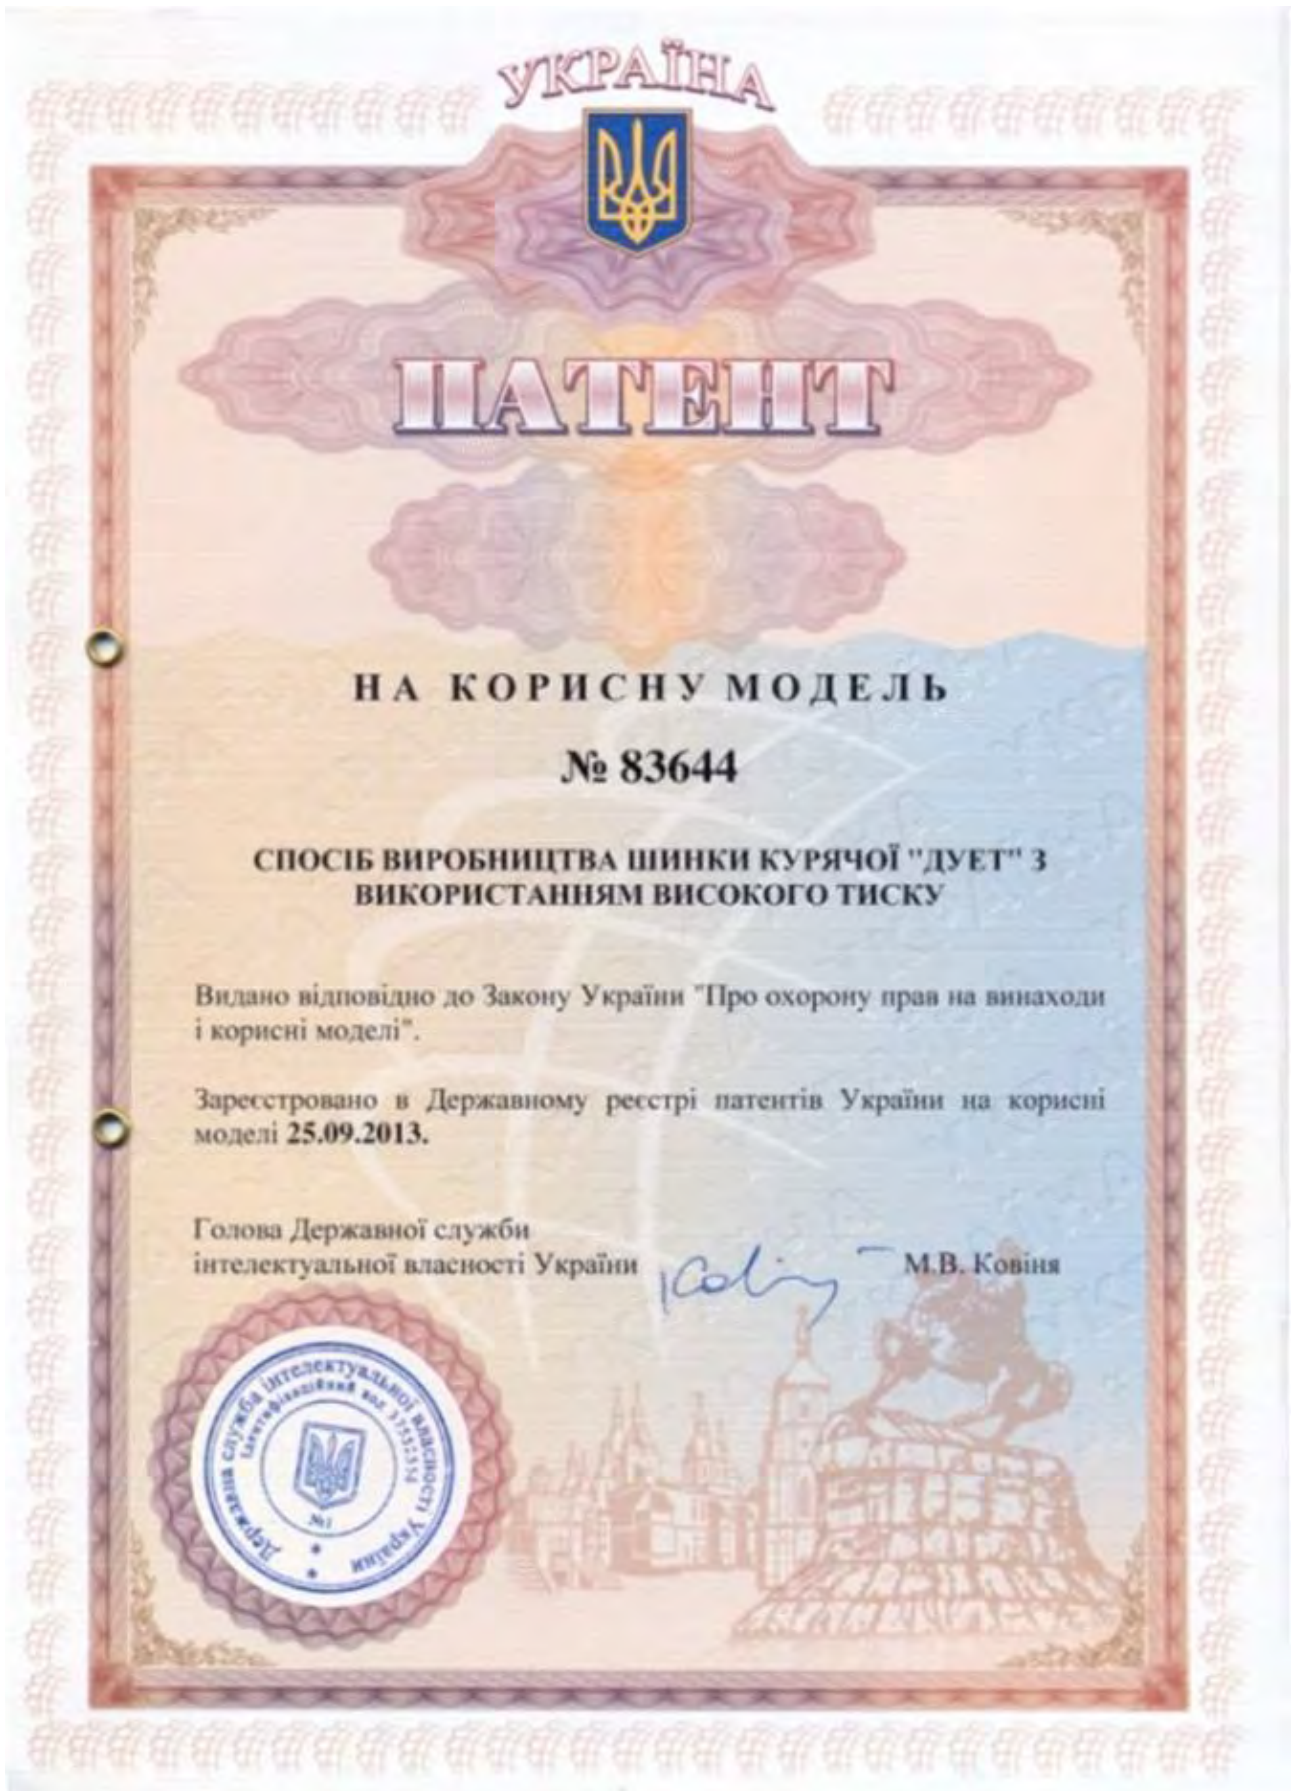 УКРАЇНА
ПАТЕНТ
НА КОРИСНУ МОДЕЛЬ
№ 83644
СПОСІБ ВИРОБНИЦТВА ШИНКИ КУРЯЧОЇ "ДУЕТ" З
ВИКОРИСТАННЯМ ВИСОКОГО ТИСКУ
Видано відповідно до Закону України "Про охорону прав на винаходи
і корисні моделі".
Зареєстровано в Державному реєстрі патентів України на корисні
моделі 25.09.2013.
Голова Державної служби
інтелектуальної власності України
М.В. Ковіня
Державна служба інтелектуальної власності України
ідентифікаційний код
№1